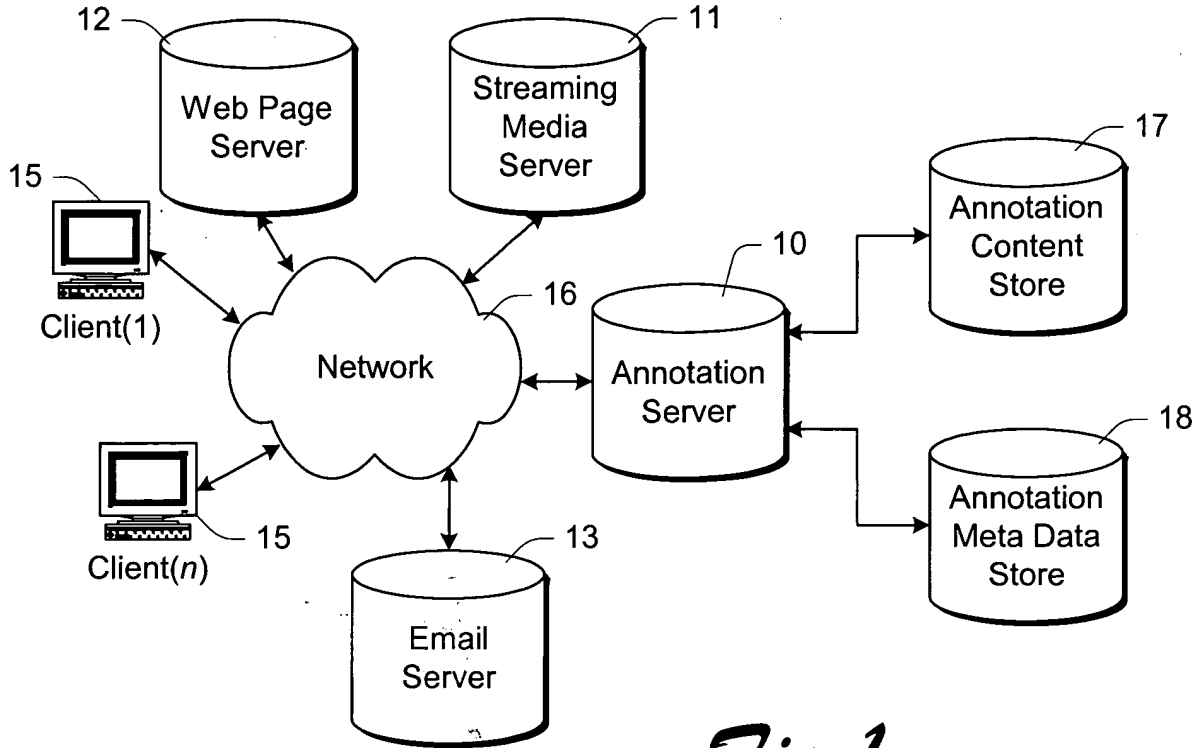 12
11
Web Page
Server
Streaming
Media
Server
17
15
Annotation
Content
Store
10
Client(1)
16
Network
Annotation
Server
18
Annotation
Meta Data
Store
15
Client(n)
13
Email
Server
Fig. 1